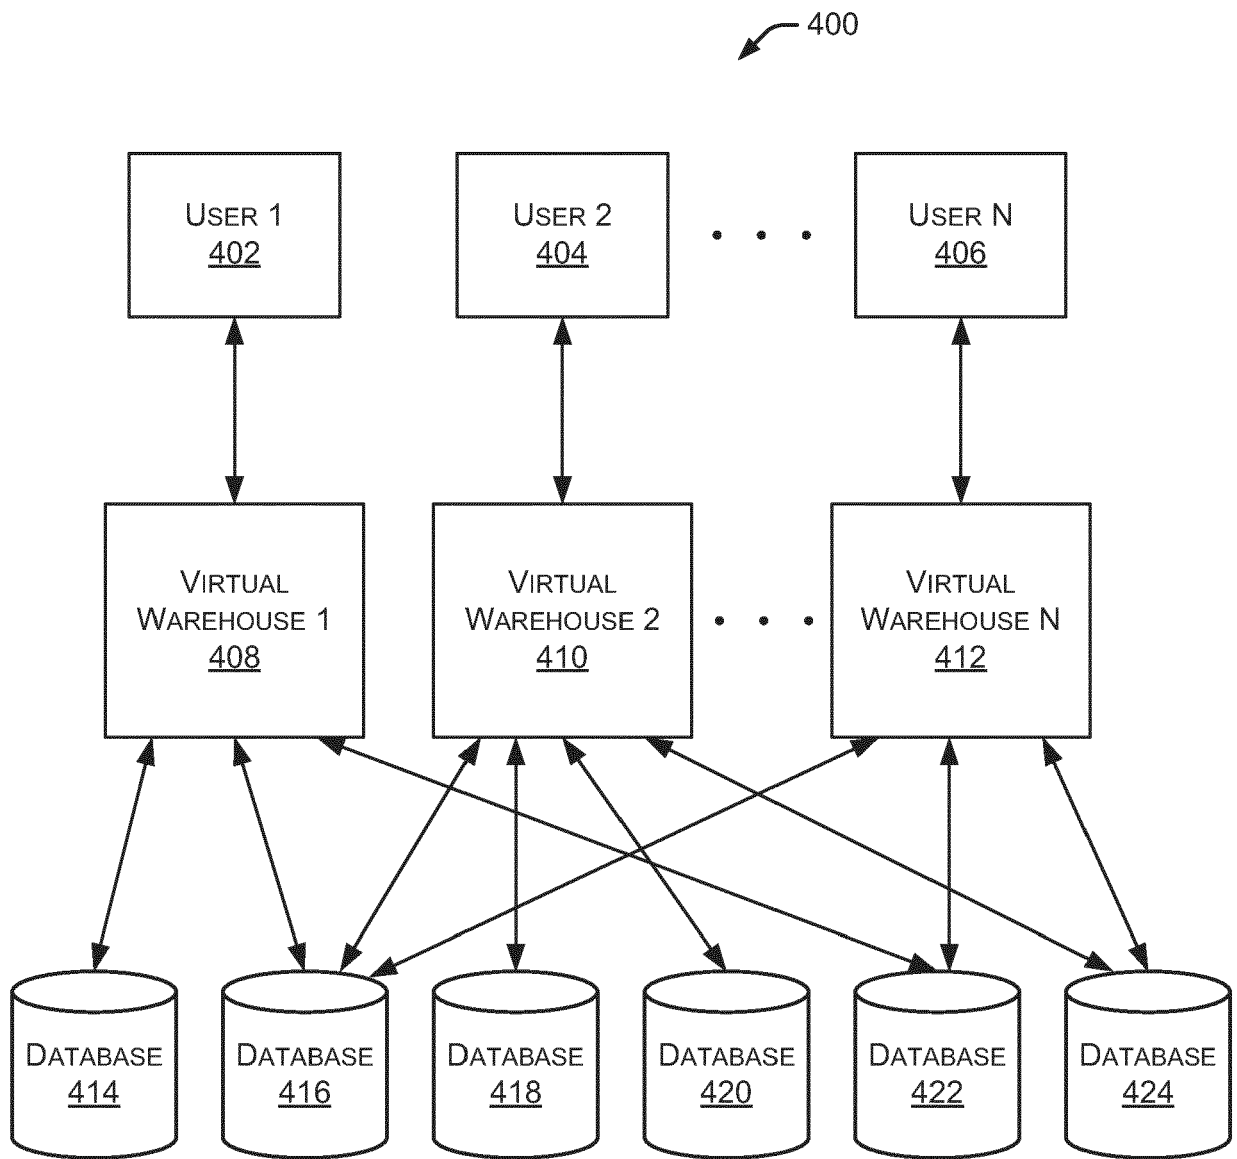 400
User 1
402
User 2
404
User N
406
Virtual
Warehouse 1
408
Virtual
Warehouse 2
410
Virtual
Warehouse N
412
Database
414
Database
416
Database
418
Database
420
Database
422
Database
424